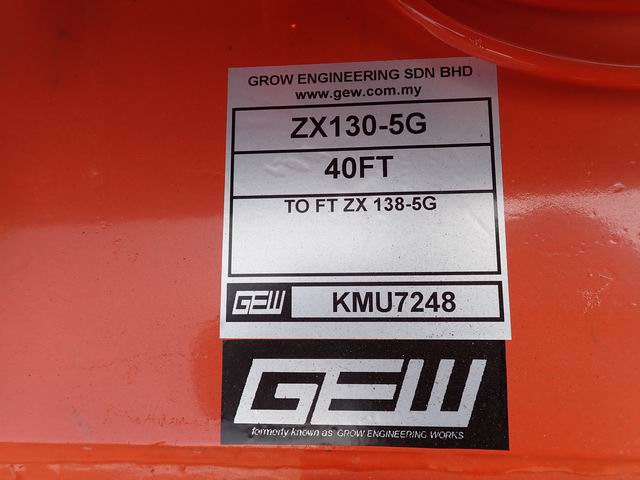 GROW ENGINEERING SDN BHD
www.gew.com.my
ZX130-5G
40FT
TO FT ZX 138-5G
GEW KMU7248
GEW
formerly known as GROW ENGINEERING WORKS